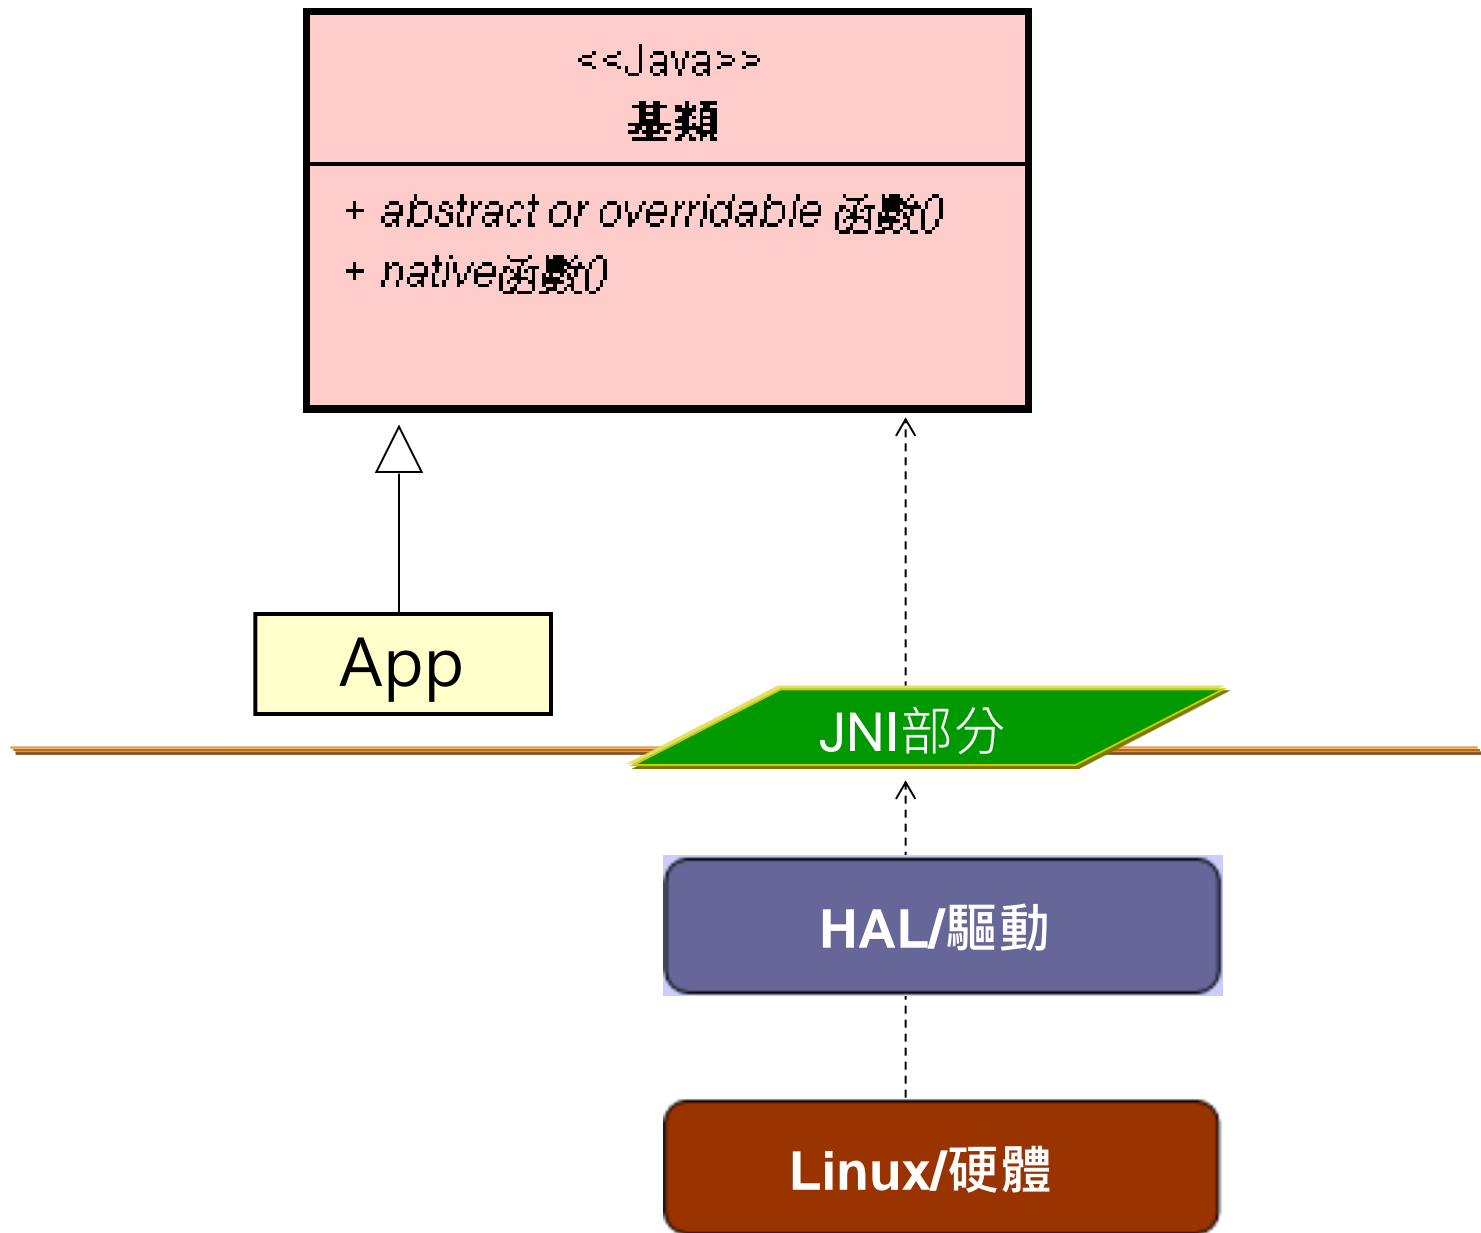 <<Java>>
基類
+ abstract or overridable 函數()
+ native函數()
App
JNI部分
HAL/驅動
Linux/硬體